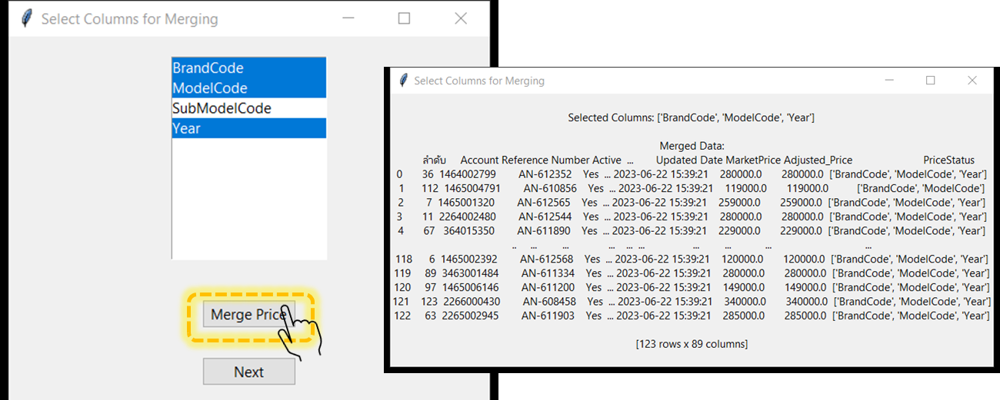 Select Columns for Merging
BrandCode
ModelCode
SubModelCode
Year
Merge Price
Next
Select Columns for Merging
Selected Columns: ['BrandCode', 'ModelCode', 'Year']
Merged Data:
ลำดับ Account Reference Number Active ... Updated Date MarketPrice Adjusted_Price PriceStatus
0 36 1464002799 AN-612352 Yes ... 2023-06-22 15:39:21 280000.0 280000.0 ['BrandCode', 'ModelCode', 'Year']
1 112 1465004791 AN-610856 Yes ... 2023-06-22 15:39:21 119000.0 119000.0 ['BrandCode', 'ModelCode']
2 7 1465001320 AN-612565 Yes ... 2023-06-22 15:39:21 259000.0 259000.0 ['BrandCode', 'ModelCode', 'Year']
3 11 2264002480 AN-612544 Yes ... 2023-06-22 15:39:21 280000.0 280000.0 ['BrandCode', 'ModelCode', 'Year']
4 67 364015350 AN-611890 Yes ... 2023-06-22 15:39:21 229000.0 229000.0 ['BrandCode', 'ModelCode', 'Year']
.. ... ... ... ... ... ... ... ... ...
118 6 1465002392 AN-612568 Yes ... 2023-06-22 15:39:21 120000.0 120000.0 ['BrandCode', 'ModelCode', 'Year']
119 89 3463001484 AN-611334 Yes ... 2023-06-22 15:39:21 280000.0 280000.0 ['BrandCode', 'ModelCode', 'Year']
120 97 1465006146 AN-611200 Yes ... 2023-06-22 15:39:21 149000.0 149000.0 ['BrandCode', 'ModelCode', 'Year']
121 123 2266000430 AN-608458 Yes ... 2023-06-22 15:39:21 340000.0 340000.0 ['BrandCode', 'ModelCode', 'Year']
122 63 2265002945 AN-611903 Yes ... 2023-06-22 15:39:21 285000.0 285000.0 ['BrandCode', 'ModelCode', 'Year']
[123 rows x 89 columns]